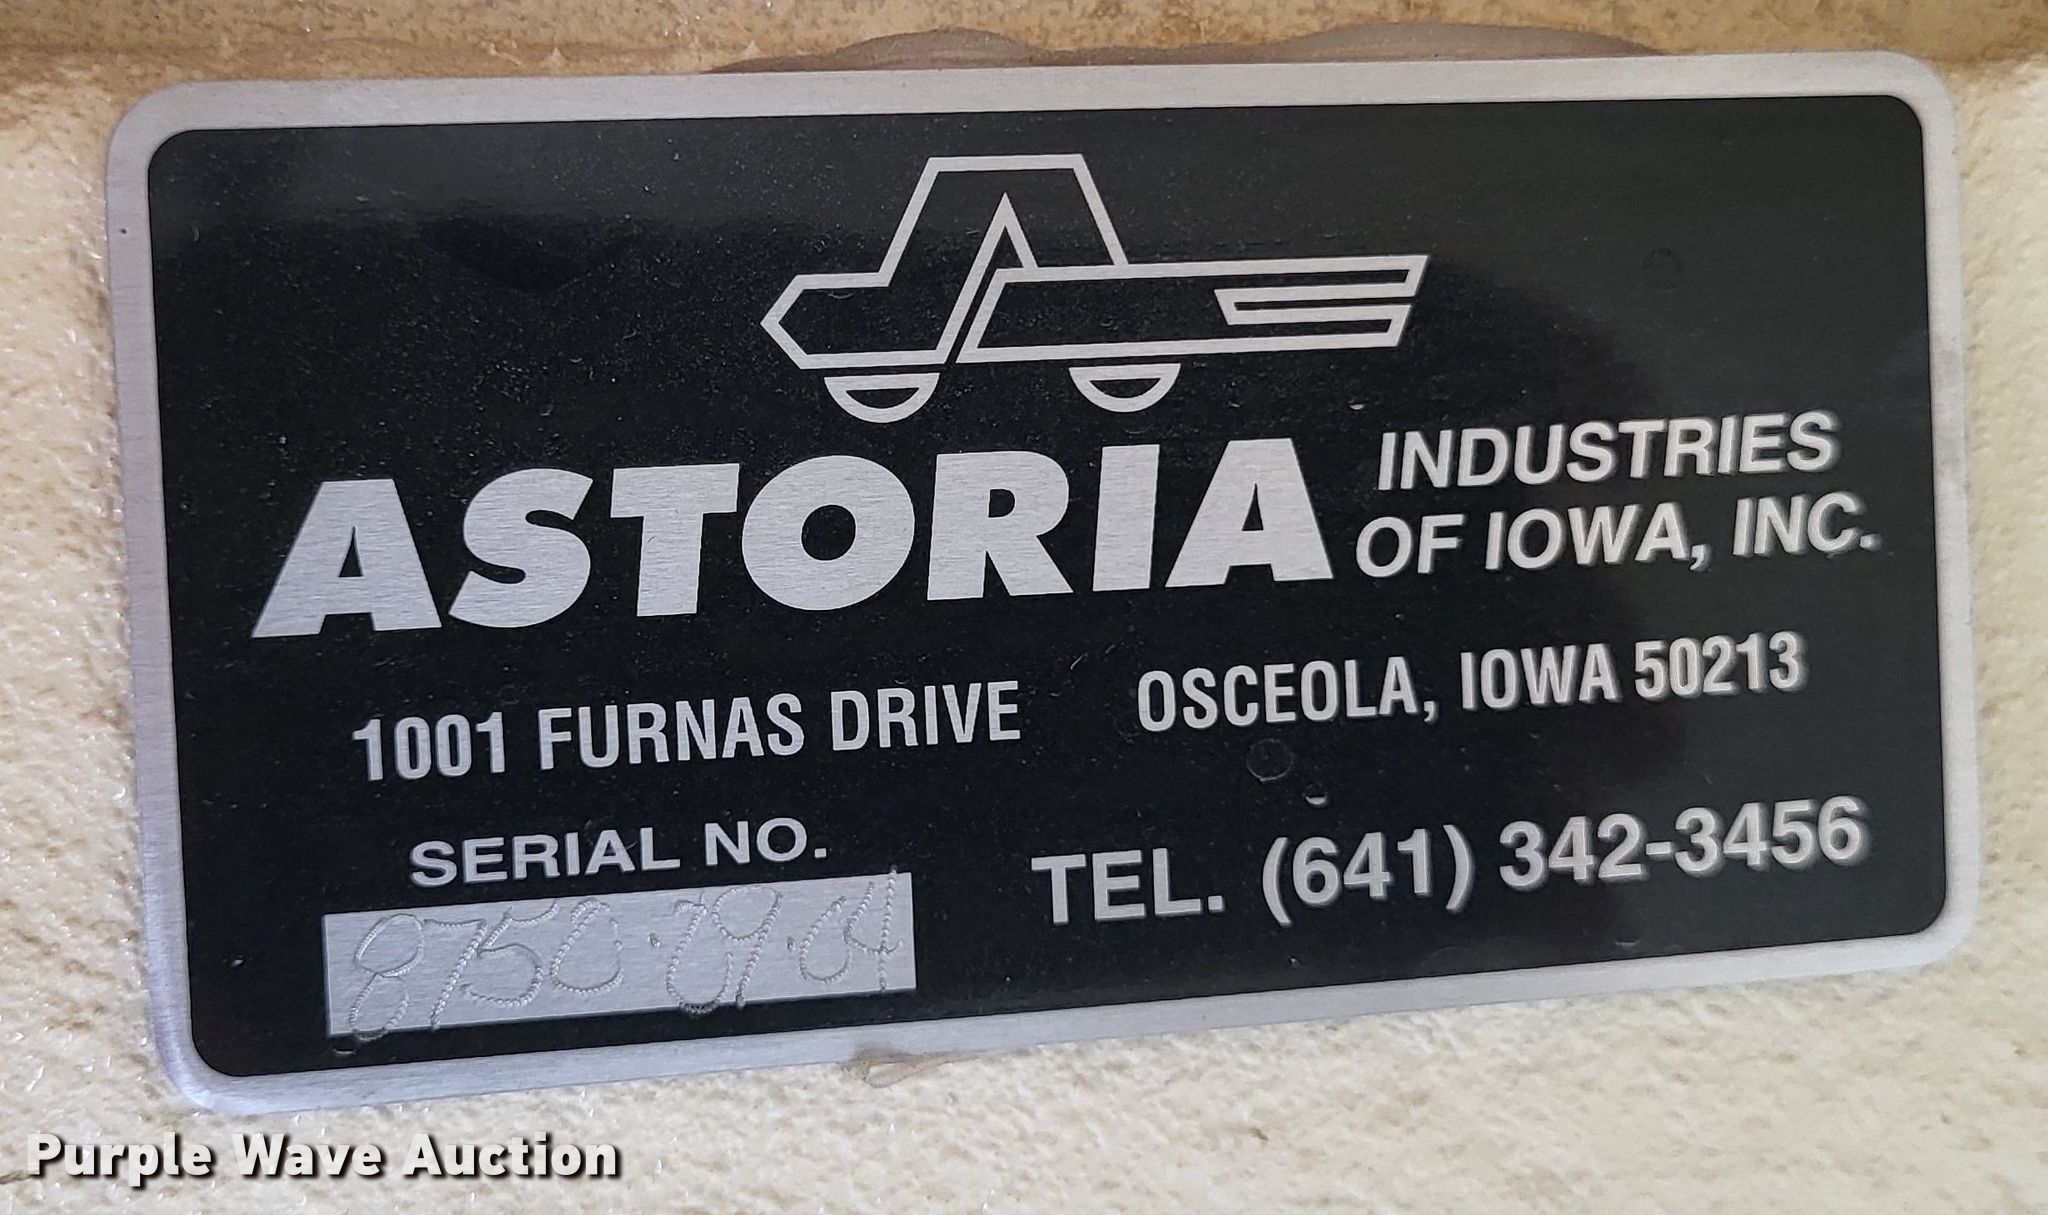 ASTORIA INDUSTRIES
OF IOWA, INC.
1001 FURNAS DRIVE OSCEOLA, IOWA 50213
SERIAL NO.
TEL. (641) 342-3456
Purple Wave Auction